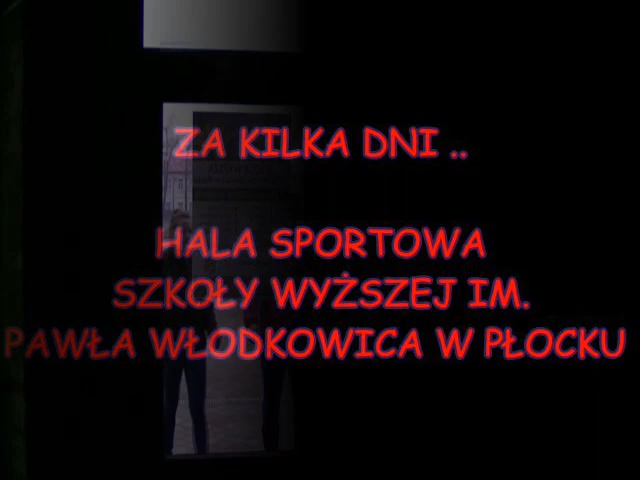 ZA KILKA DNI ..
HALA SPORTOWA
SZKOŁY WYŻSZEJ IM.
PAWŁA WŁODKOWICA W PŁOCKU